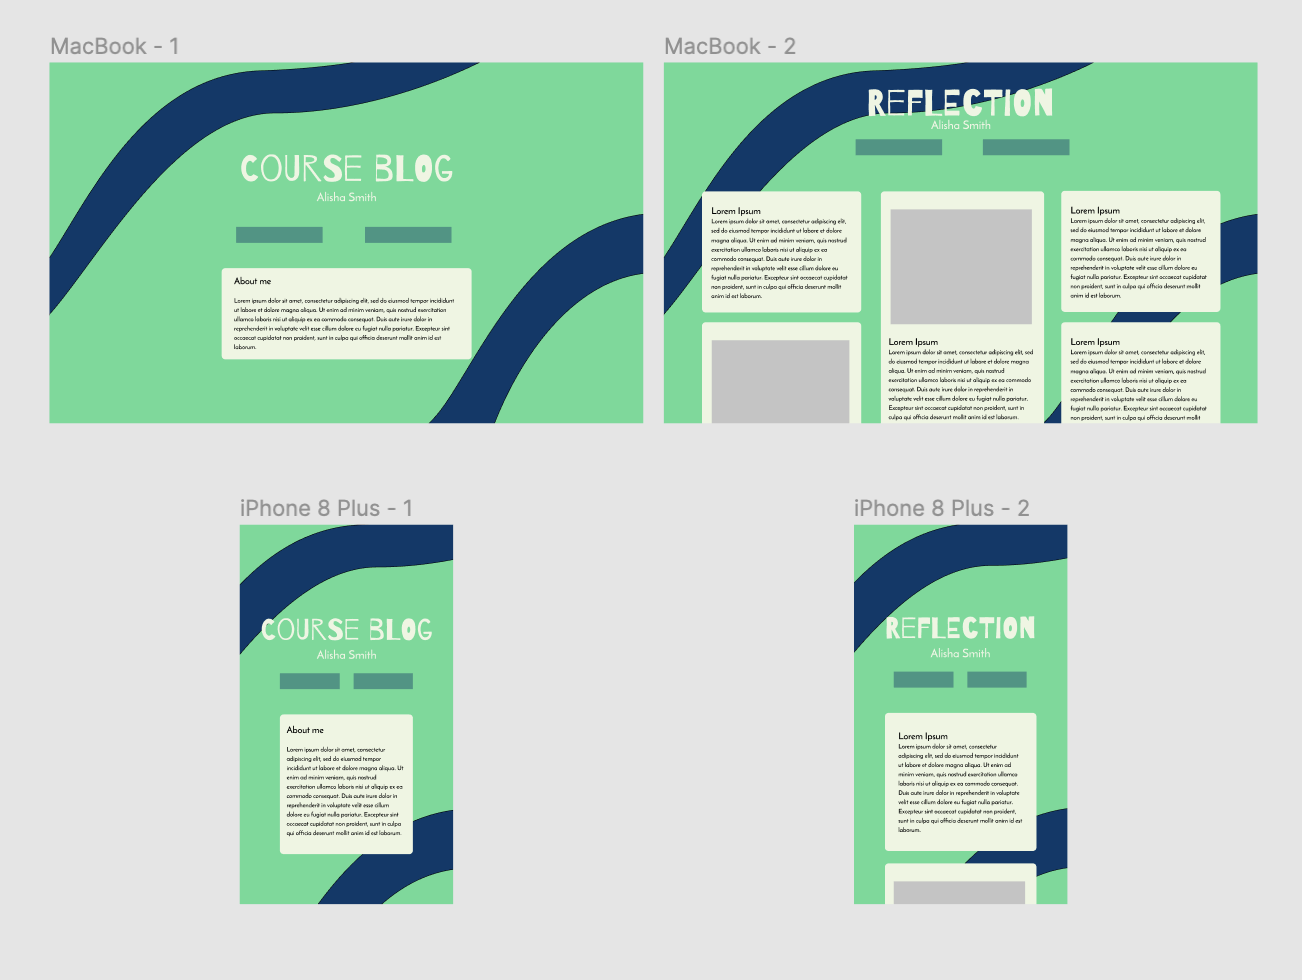 MacBook - 1
COURSE BLOG
Alisha Smith
About me
Lorem ipsum dolor sit amet, consectetur adipiscing elit, sed do eiusmod tempor incididunt
ut labore et dolore magna aliqua. Ut enim ad minim veniam, quis nostrud exercitation
ullamco laboris nisi ut aliquip ex ea commodo consequat. Duis aute irure dolor in
reprehenderit in voluptate velit esse cillum dolore eu fugiat nulla pariatur. Excepteur sint
occaecat cupidatat non proident, sunt in culpa qui officia deserunt mollit anim id est
laborum.
MacBook - 2
REFLECTION
Alisha Smith
Lorem Ipsum
Lorem ipsum dolor sit amet, consectetur adipiscing elit,
sed do eiusmod tempor incididunt ut labore et dolore
magna aliqua. Ut enim ad minim veniam, quis nostrud
exercitation ullamco laboris nisi ut aliquip ex ea
commodo consequat. Duis aute irure dolor in
reprehenderit in voluptate velit esse cillum dolore eu
fugiat nulla pariatur. Excepteur sint occaecat cupidatat
non proident, sunt in culpa qui officia deserunt mollit
anim id est laborum.
Lorem Ipsum
Lorem ipsum dolor sit amet, consectetur adipiscing elit, sed
do eiusmod tempor incididunt ut labore et dolore magna
aliqua. Ut enim ad minim veniam, quis nostrud
exercitation ullamco laboris nisi ut aliquip ex ea commodo
consequat. Duis aute irure dolor in reprehenderit in
voluptate velit esse cillum dolore eu fugiat nulla pariatur.
Excepteur sint occaecat cupidatat non proident, sunt in
culpa qui officia deserunt mollit anim id est laborum.
Lorem Ipsum
Lorem ipsum dolor sit amet, consectetur adipiscing elit,
sed do eiusmod tempor incididunt ut labore et dolore
magna aliqua. Ut enim ad minim veniam, quis nostrud
exercitation ullamco laboris nisi ut aliquip ex ea
commodo consequat. Duis aute irure dolor in
reprehenderit in voluptate velit esse cillum dolore eu
fugiat nulla pariatur. Excepteur sint occaecat cupidatat
non proident, sunt in culpa qui officia deserunt mollit
anim id est laborum.
Lorem Ipsum
Lorem ipsum dolor sit amet, consectetur adipiscing elit,
sed do eiusmod tempor incididunt ut labore et dolore
magna aliqua. Ut enim ad minim veniam, quis nostrud
exercitation ullamco laboris nisi ut aliquip ex ea
commodo consequat. Duis aute irure dolor in
reprehenderit in voluptate velit esse cillum dolore eu
fugiat nulla pariatur. Excepteur sint occaecat cupidatat
non proident, sunt in culpa qui officia deserunt mollit
iPhone 8 Plus - 1
COURSE BLOG
Alisha Smith
About me
Lorem ipsum dolor sit amet, consectetur
adipiscing elit, sed do eiusmod tempor
incididunt ut labore et dolore magna aliqua. Ut
enim ad minim veniam, quis nostrud
exercitation ullamco laboris nisi ut aliquip ex ea
commodo consequat. Duis aute irure dolor in
reprehenderit in voluptate velit esse cillum
dolore eu fugiat nulla pariatur. Excepteur sint
occaecat cupidatat non proident, sunt in culpa
qui officia deserunt mollit anim id est laborum.
iPhone 8 Plus - 2
REFLECTION
Alisha Smith
Lorem Ipsum
Lorem ipsum dolor sit amet, consectetur
adipiscing elit, sed do eiusmod tempor incididunt
ut labore et dolore magna aliqua. Ut enim ad
minim veniam, quis nostrud exercitation ullamco
laboris nisi ut aliquip ex ea commodo consequat.
Duis aute irure dolor in reprehenderit in voluptate
velit esse cillum dolore eu fugiat nulla pariatur.
Excepteur sint occaecat cupidatat non proident,
sunt in culpa qui officia deserunt mollit anim id est
laborum.